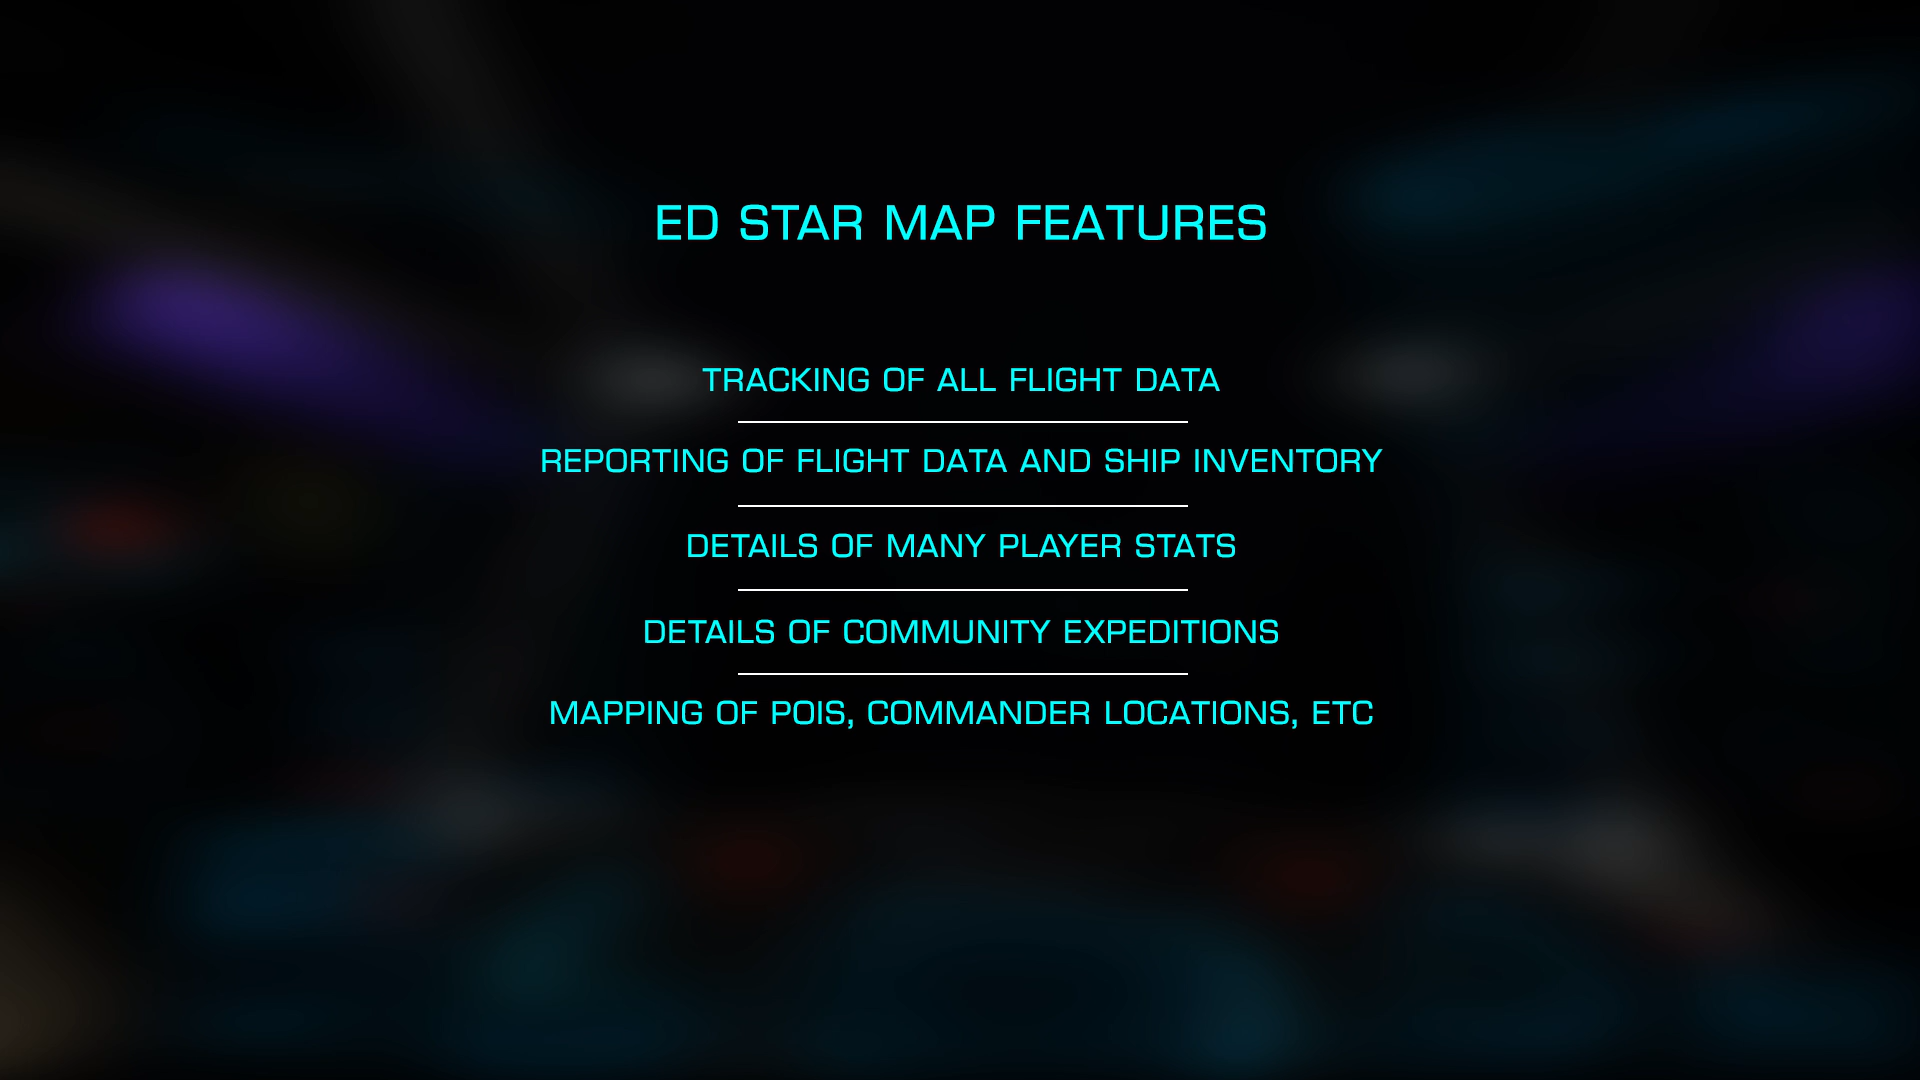 ED STAR MAP FEATURES
TRACKING OF ALL FLIGHT DATA
REPORTING OF FLIGHT DATA AND SHIP INVENTORY
DETAILS OF MANY PLAYER STATS
DETAILS OF COMMUNITY EXPEDITIONS
MAPPING OF POIS, COMMANDER LOCATIONS, ETC